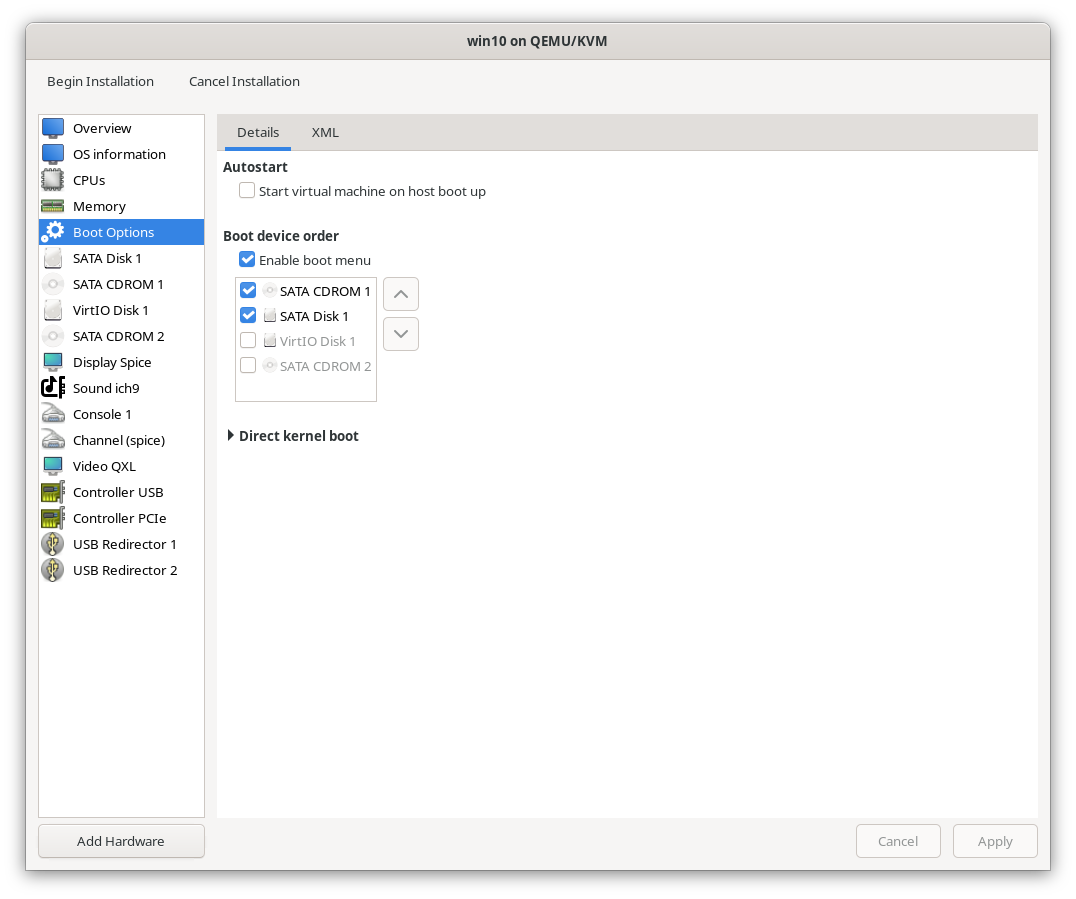 win10 on QEMU/KVM
Begin Installation
Cancel Installation
Overview
OS information
CPUs
Memory
Boot Options
SATA Disk 1
SATA CDROM 1
VirtIO Disk 1
SATA CDROM 2
Display Spice
Sound ich9
Console 1
Channel (spice)
Video QXL
Controller USB
Controller PCIe
USB Redirector 1
USB Redirector 2
Add Hardware
Details
XML
Autostart
Start virtual machine on host boot up
Boot device order
Enable boot menu
SATA CDROM 1
SATA Disk 1
VirtIO Disk 1
SATA CDROM 2
Direct kernel boot
Cancel
Apply